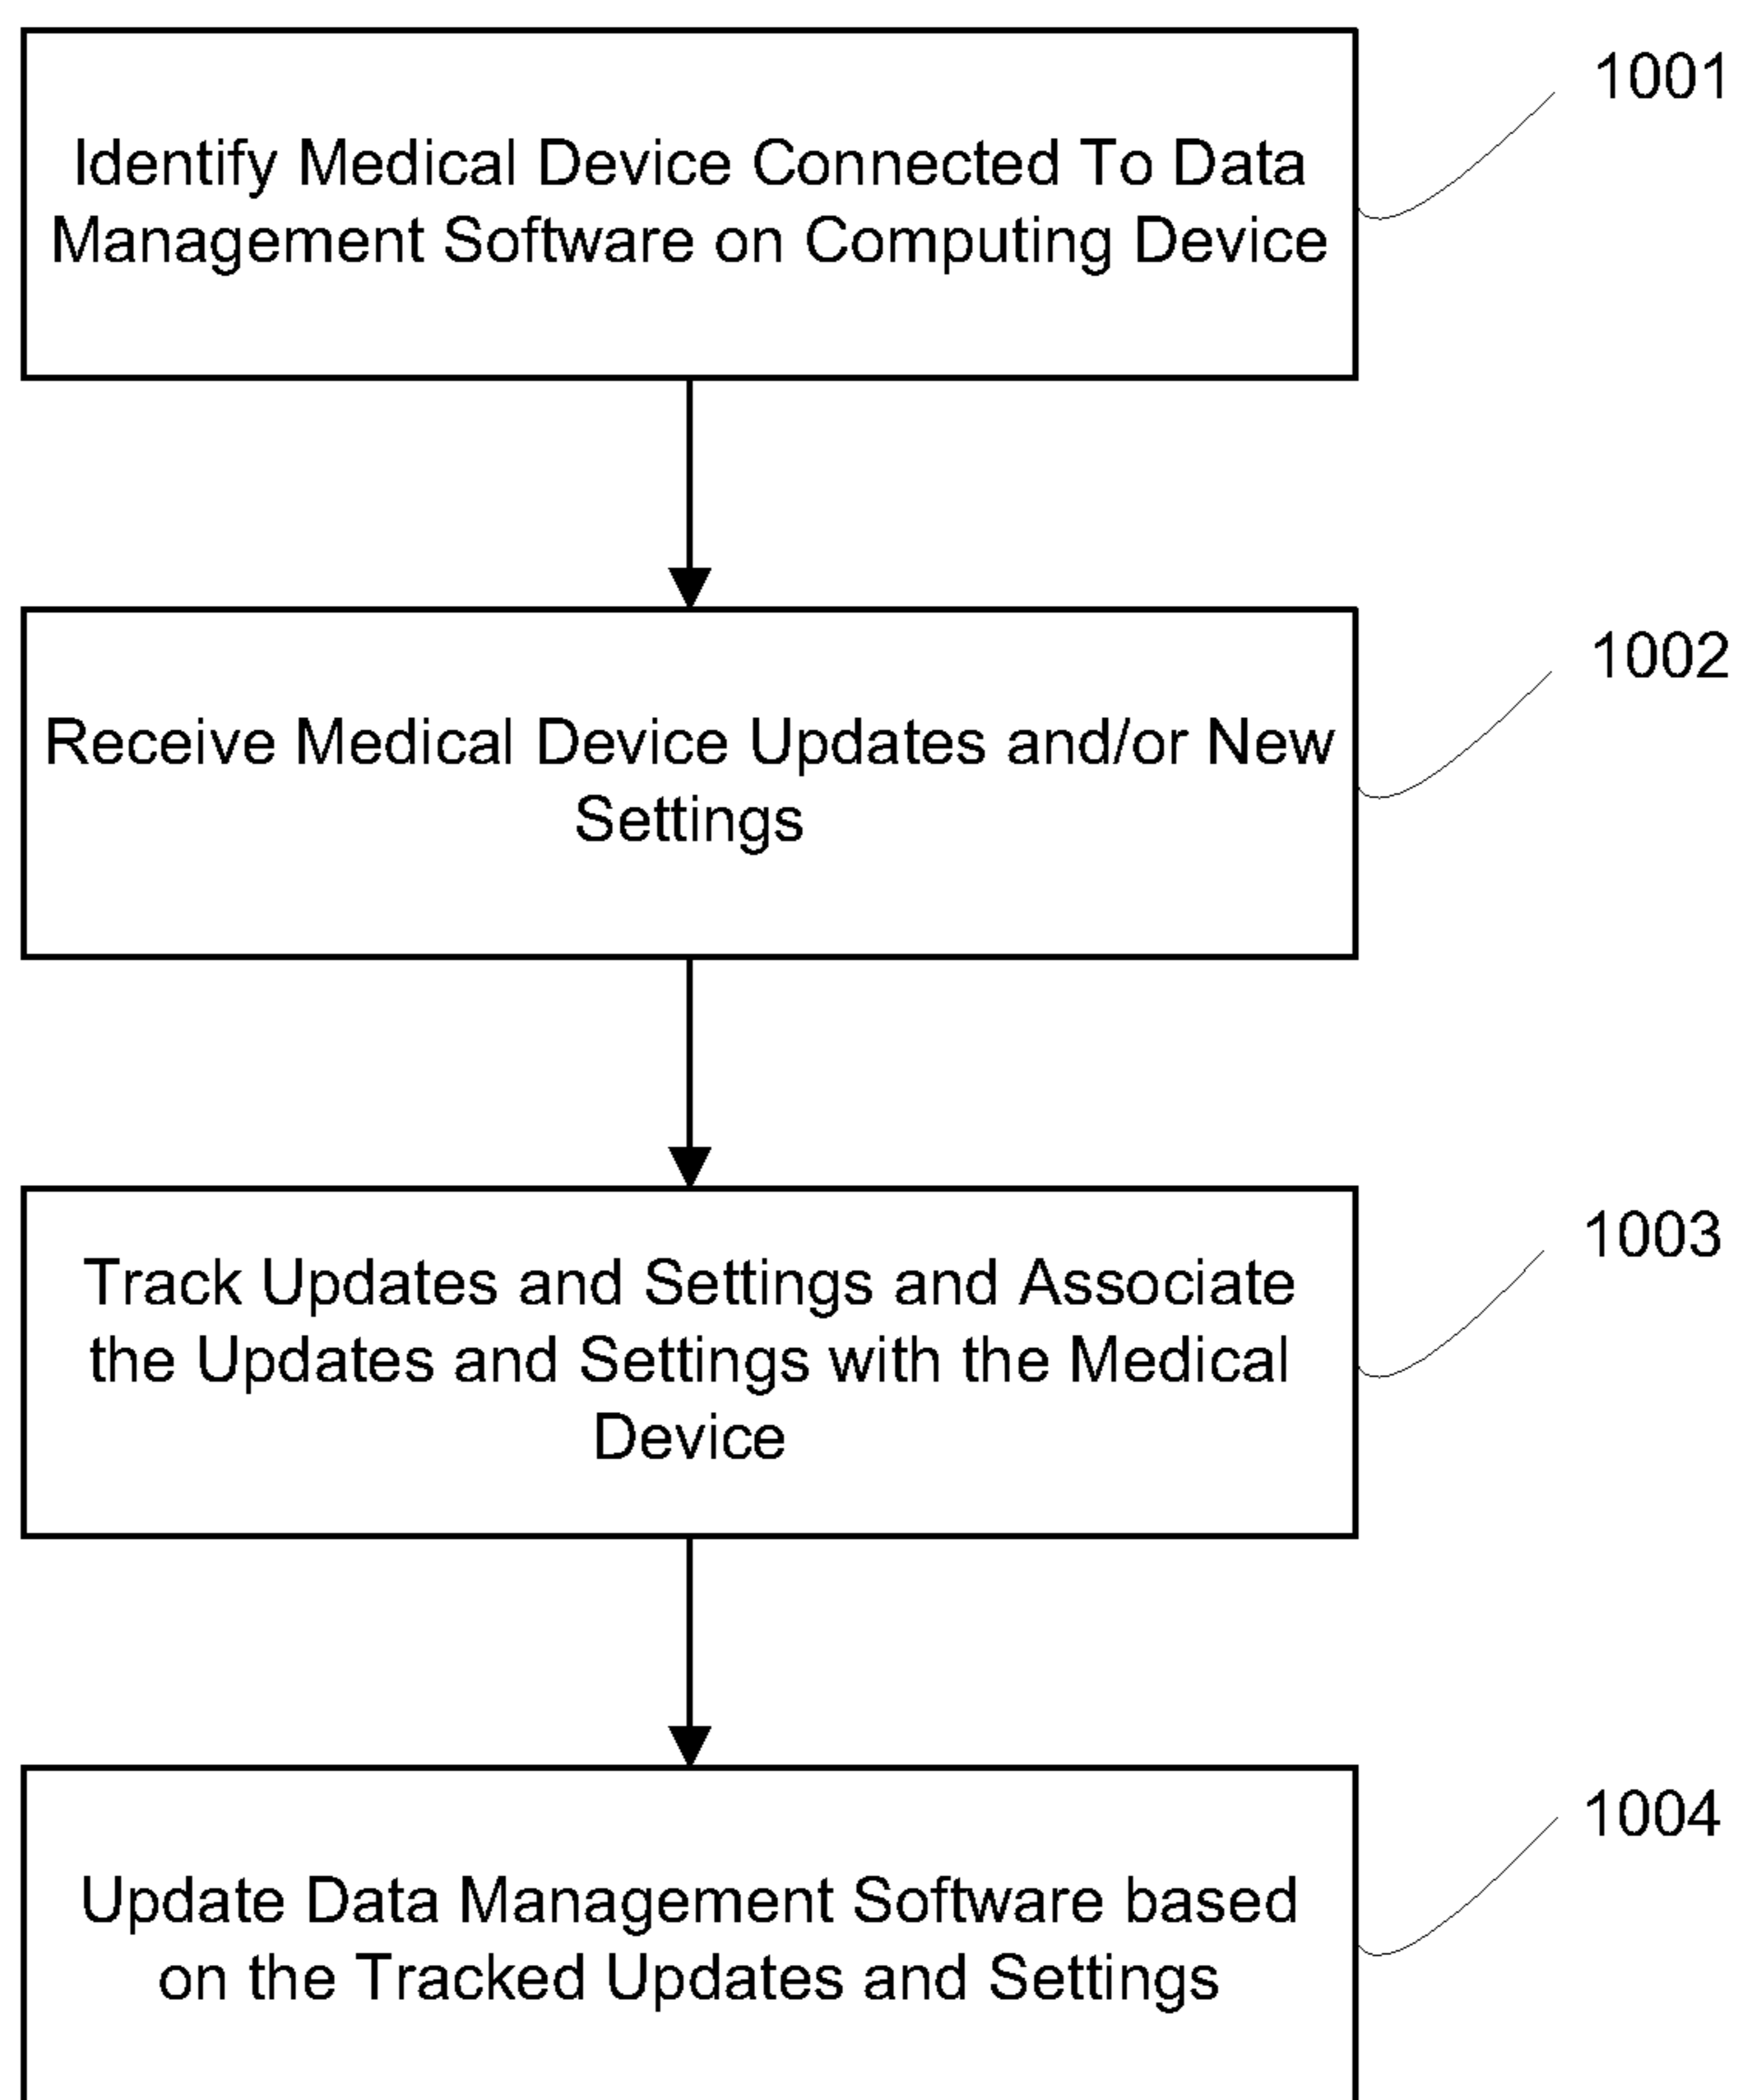 1001
Identify Medical Device Connected To Data
Management Software on Computing Device
1002
Receive Medical Device Updates and/or New
Settings
1003
Track Updates and Settings and Associate
the Updates and Settings with the Medical
Device
1004
Update Data Management Software based
on the Tracked Updates and Settings